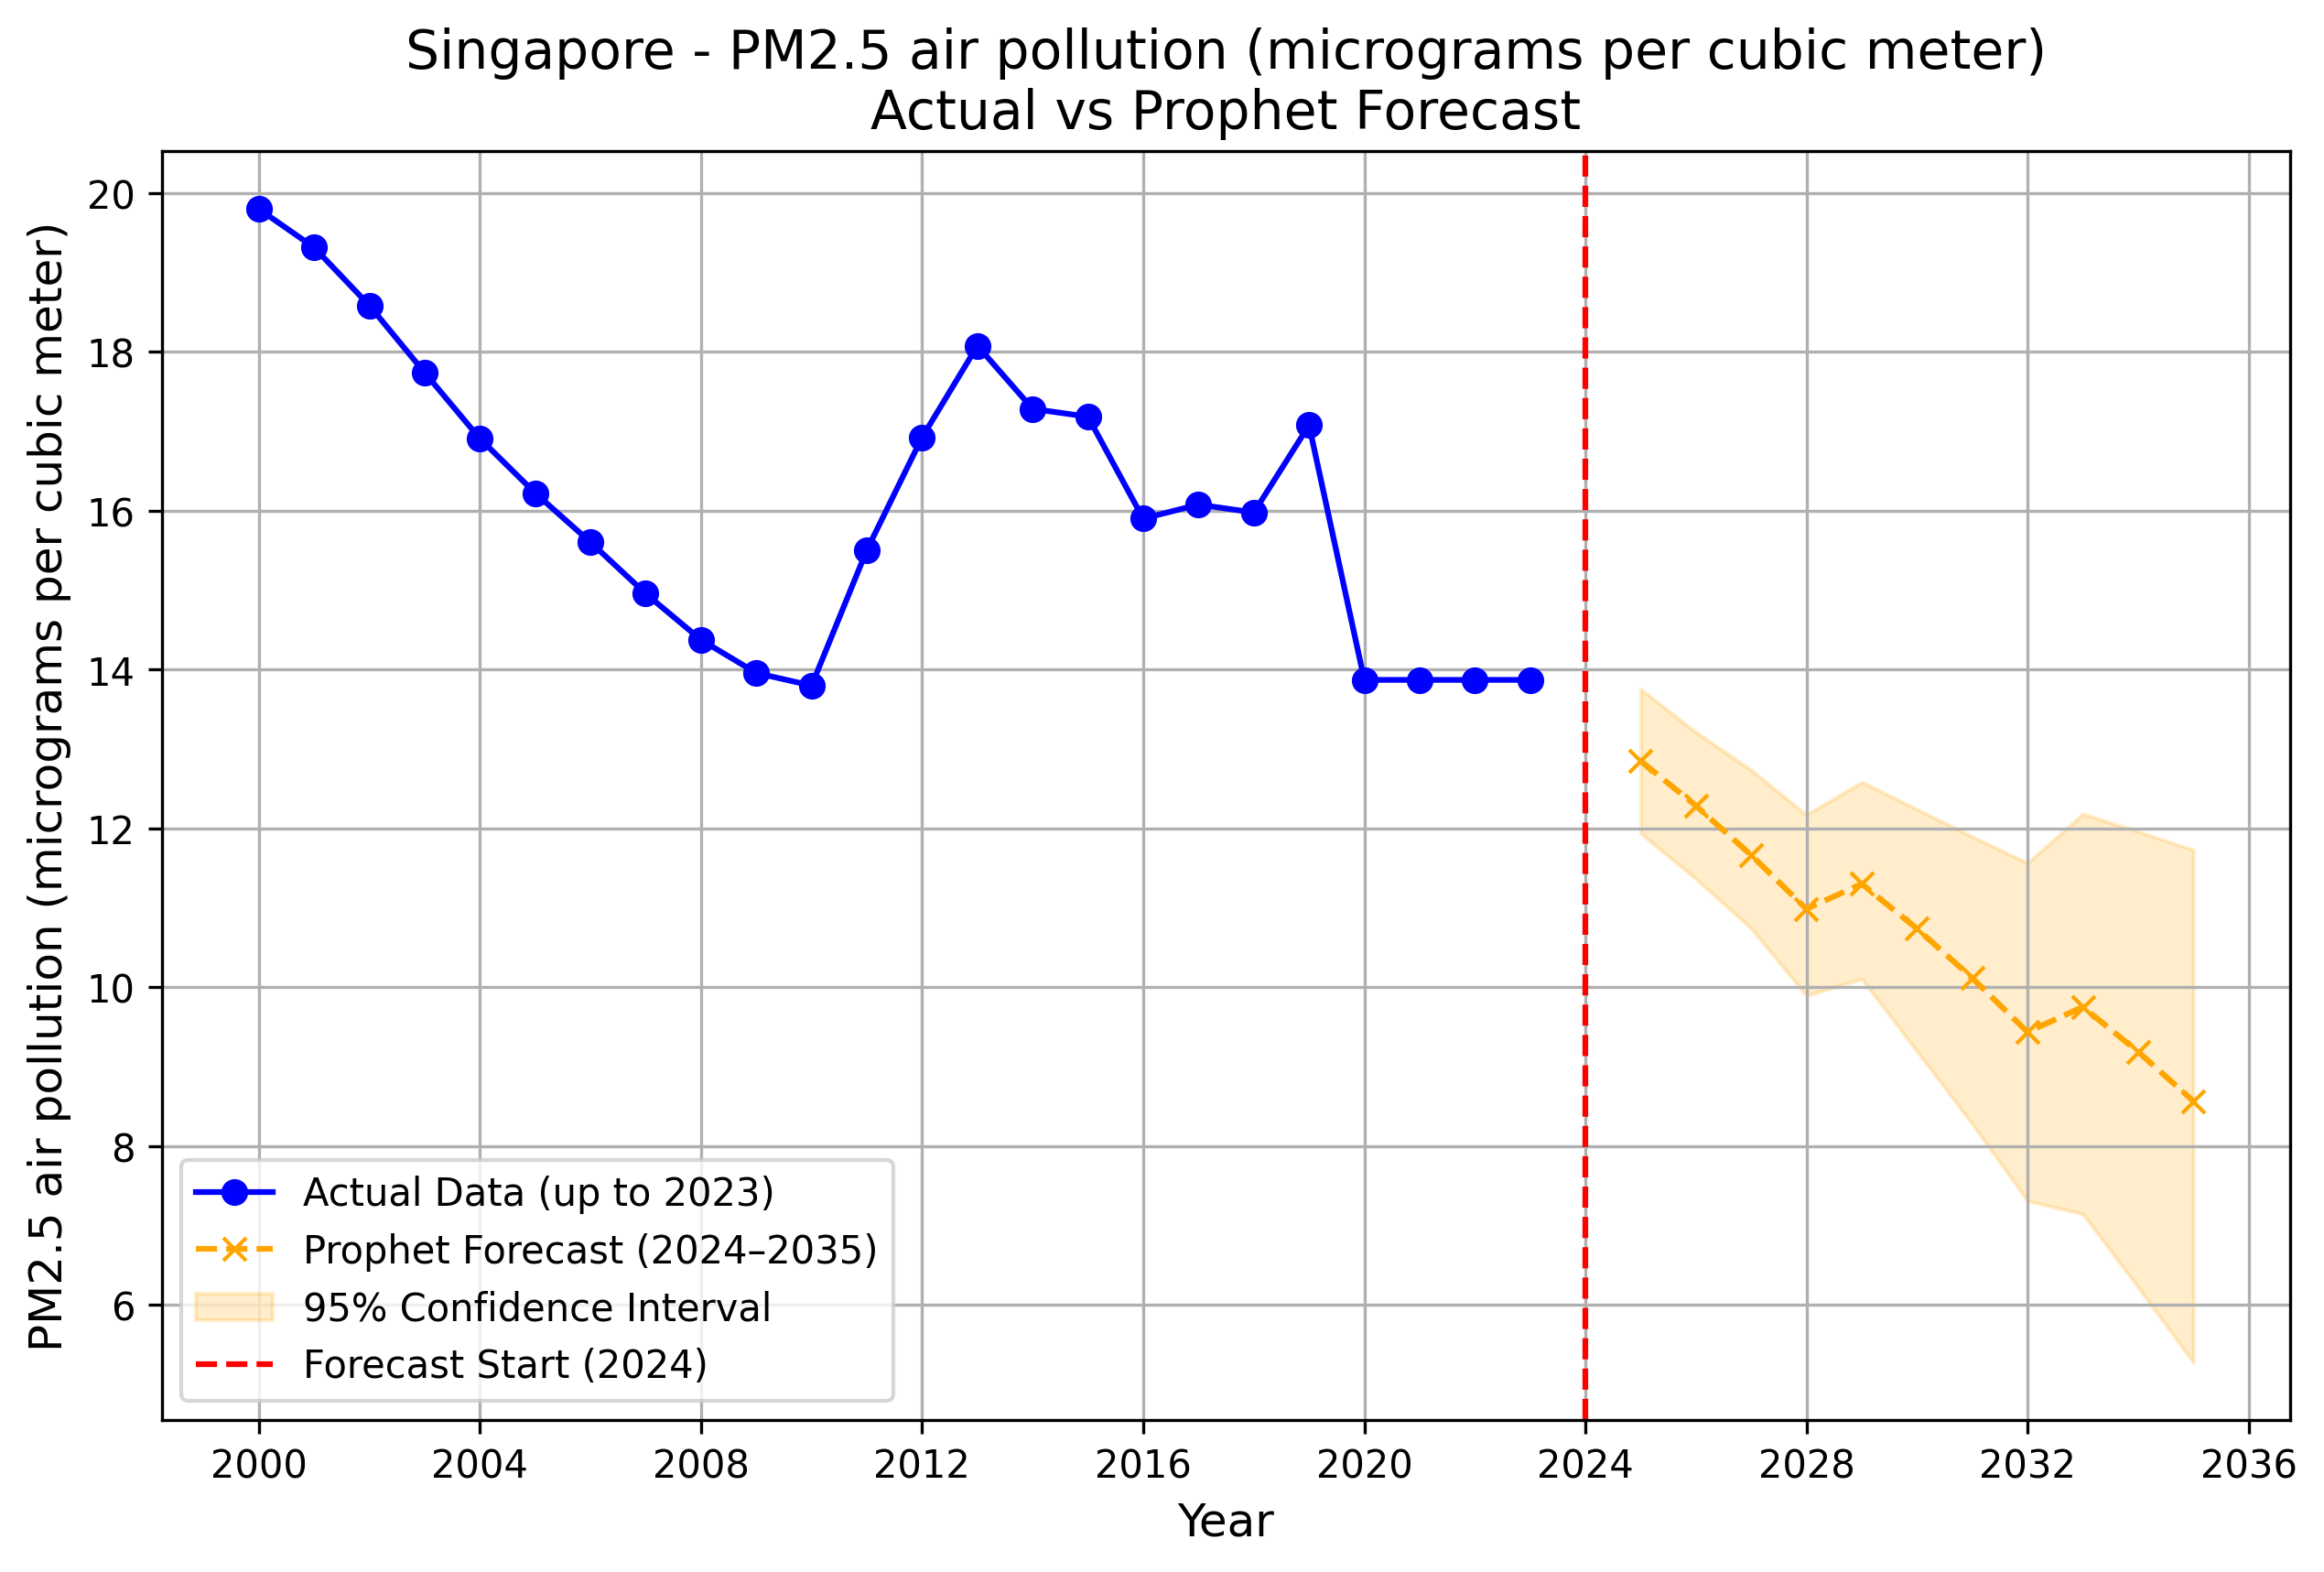 Singapore - PM2.5 air pollution (micrograms per cubic meter)
Actual vs Prophet Forecast
PM2.5 air pollution (micrograms per cubic meter)
20
18
16
14
12
10
8
6
Actual Data (up to 2023)
Prophet Forecast (2024–2035)
95% Confidence Interval
Forecast Start (2024)
2000 2004 2008 2012 2016 2020 2024 2028 2032 2036
Year